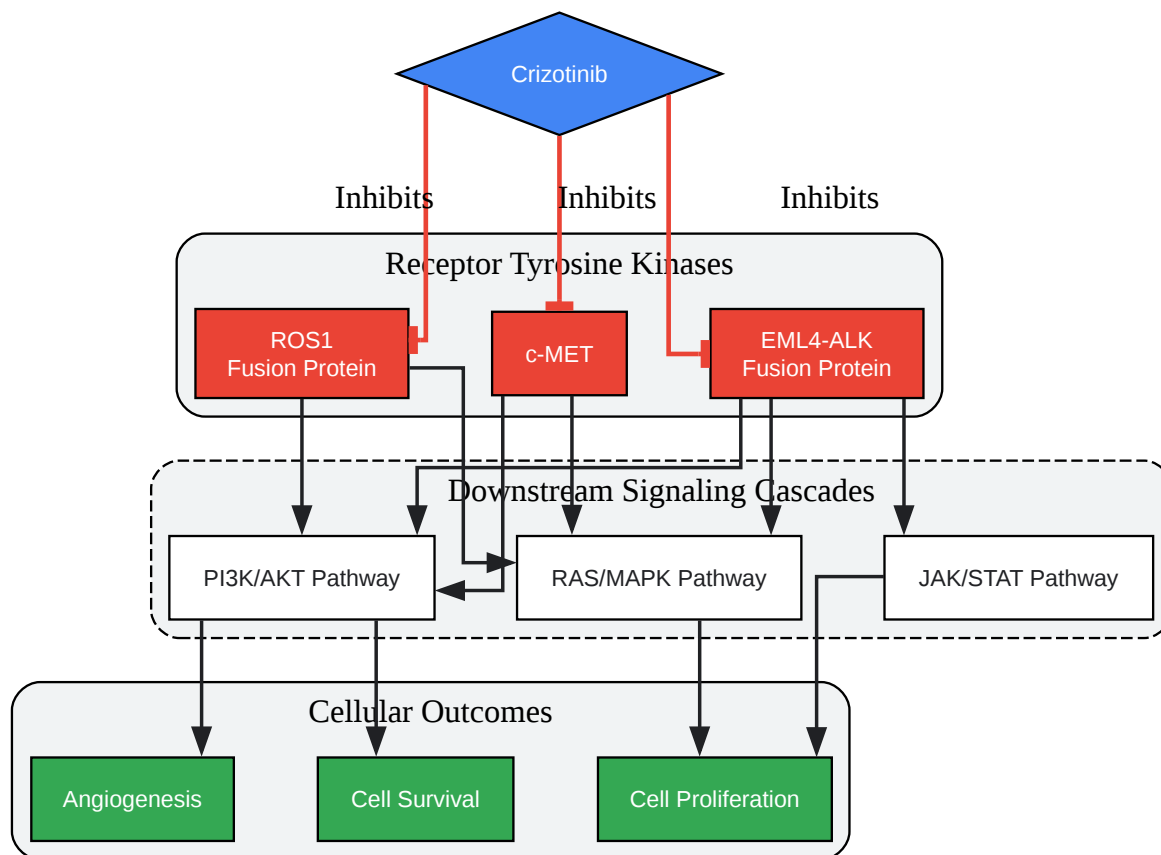 Crizotinib
Inhibits
Inhibits
Inhibits
Receptor Tyrosine Kinases
ROS1
Fusion Protein
c-MET
EML4-ALK
Fusion Protein
Downstream Signaling Cascades
PI3K/AKT Pathway
RAS/MAPK Pathway
JAK/STAT Pathway
Cellular Outcomes
Angiogenesis
Cell Survival
Cell Proliferation